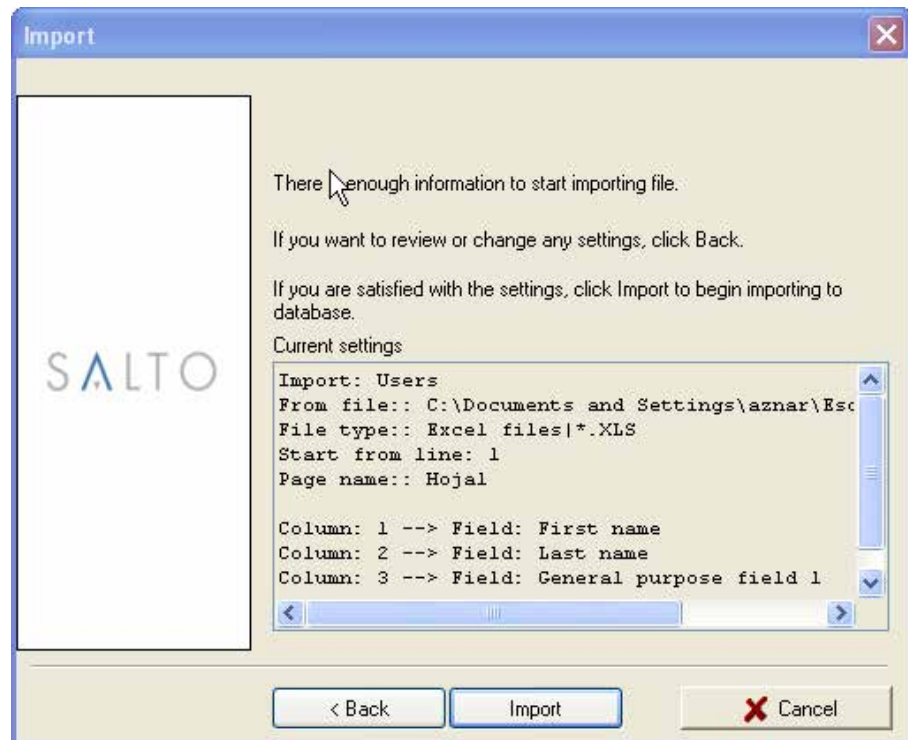 Import
There enough information to start importing file.
If you want to review or change any settings, click Back.
If you are satisfied with the settings, click Import to begin importing to
database.
Current settings
SALTO
Import: Users
From file:: C:\Documents and Settings\aznar\Esc
File type:: Excel files|*.XLS
Start from line: 1
Page name:: Hoja1
Column: 1 --> Field: First name
Column: 2 --> Field: Last name
Column: 3 --> Field: General purpose field 1
< Back
Import
Cancel